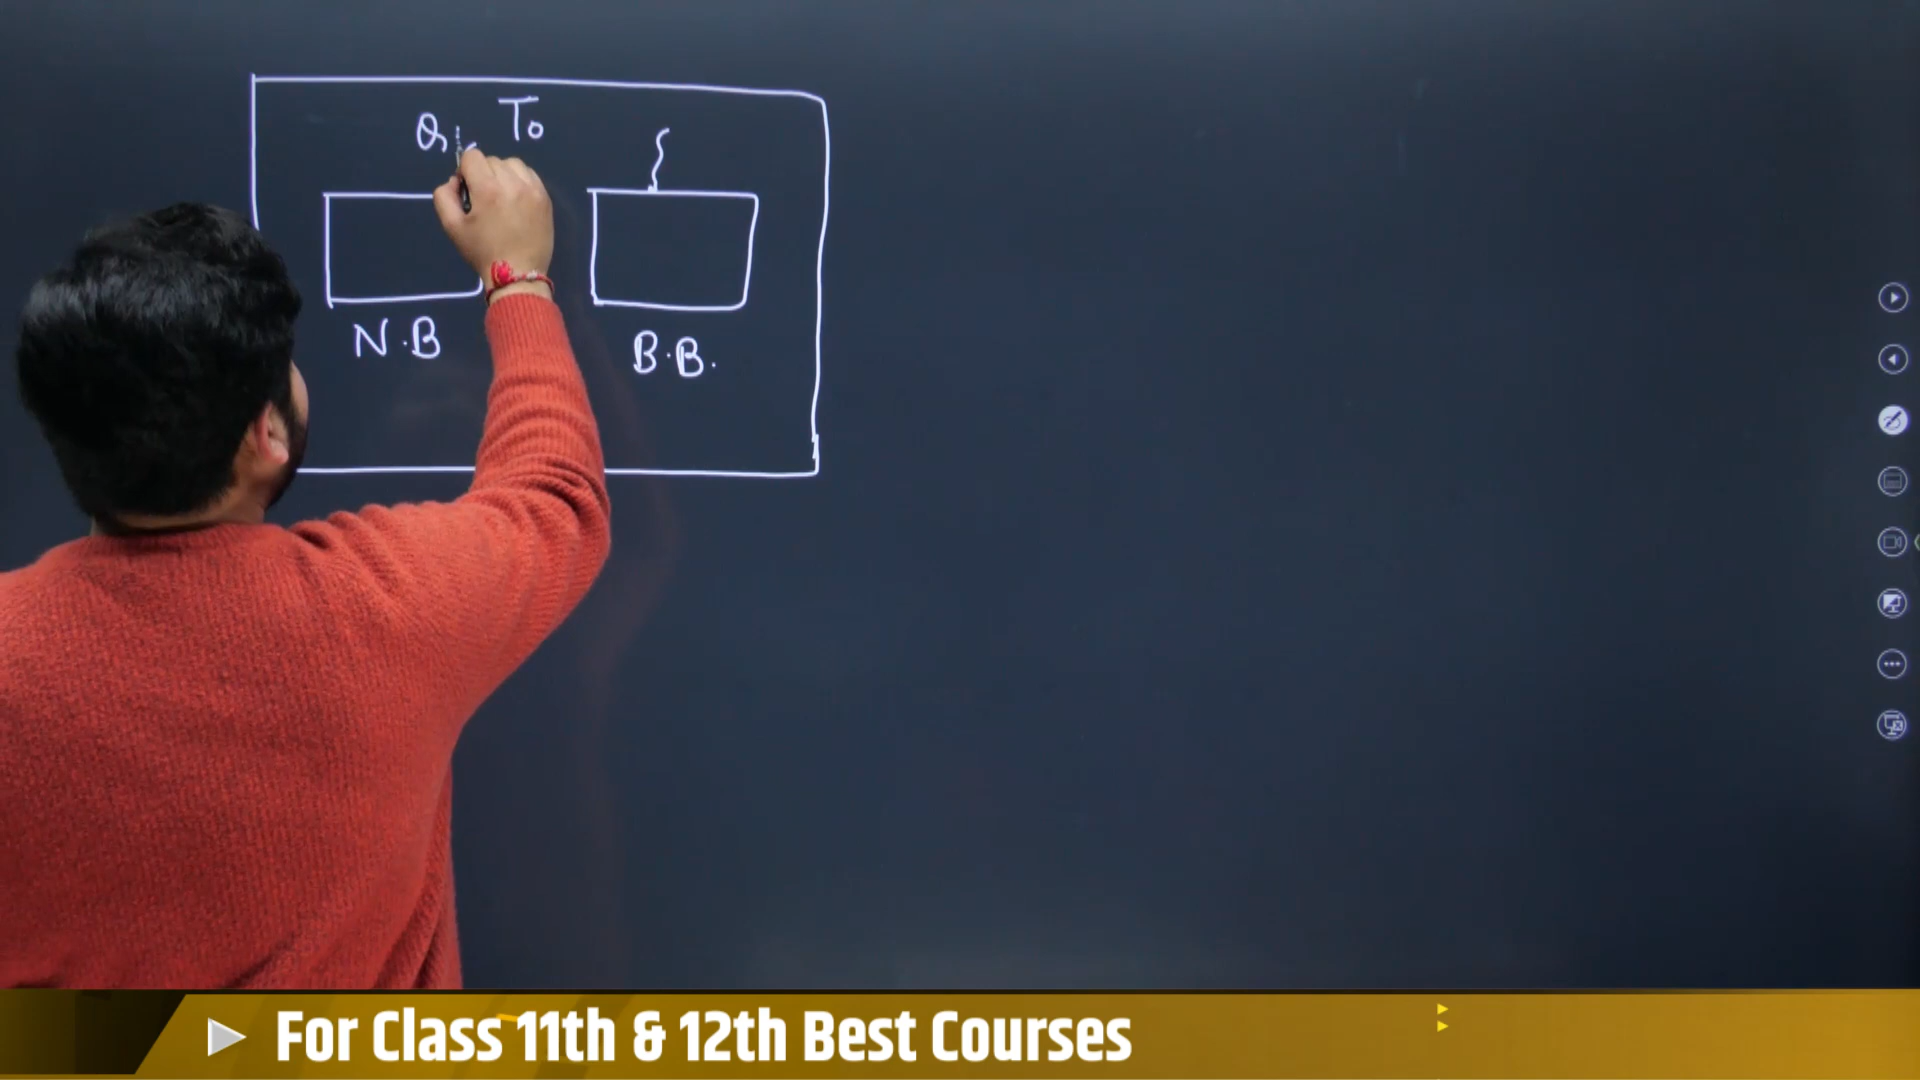 T₀
N.B
B.B.
For Class 11th & 12th Best Courses